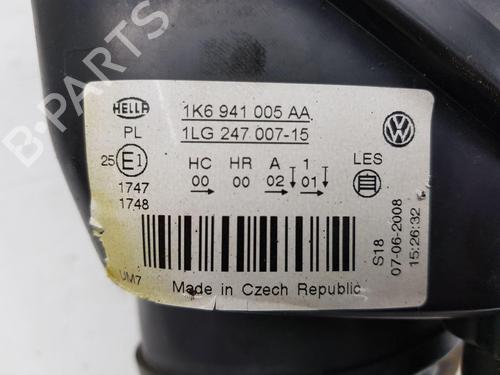 HELLA
1K6 941 005 AA
PL
1LG 247 007-15
25 E1
HC HR A 1
LES
00 00 02 01
1747
1748
S18
07-06-2008
15:26:32
UM7
Made in Czech Republic
B-Parts